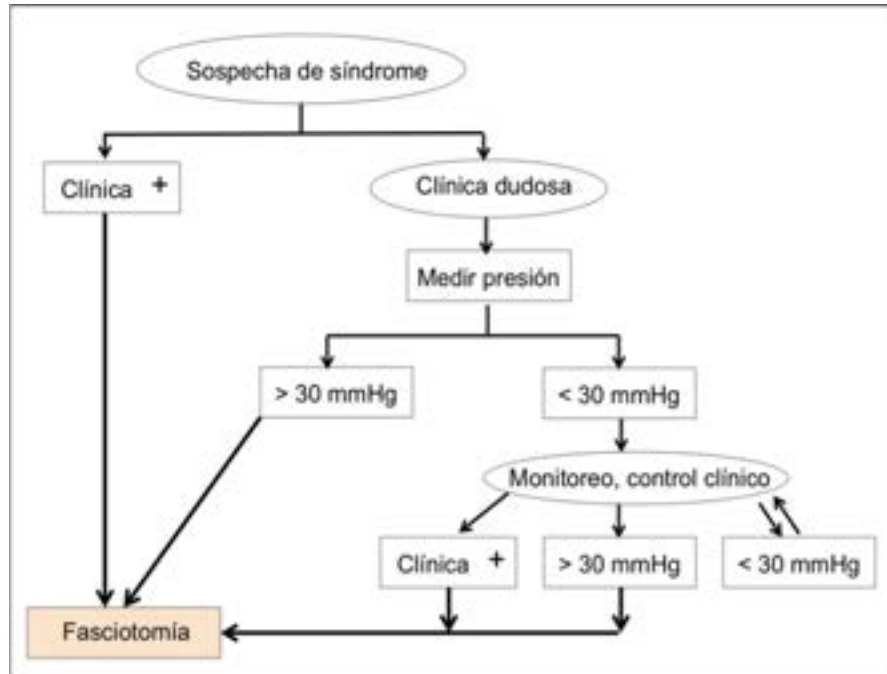 Sospecha de síndrome
Clínica +
Clínica dudosa
Medir presión
> 30 mmHg
< 30 mmHg
Monitoreo, control clínico
Clínica +
> 30 mmHg
< 30 mmHg
Fasciotomía